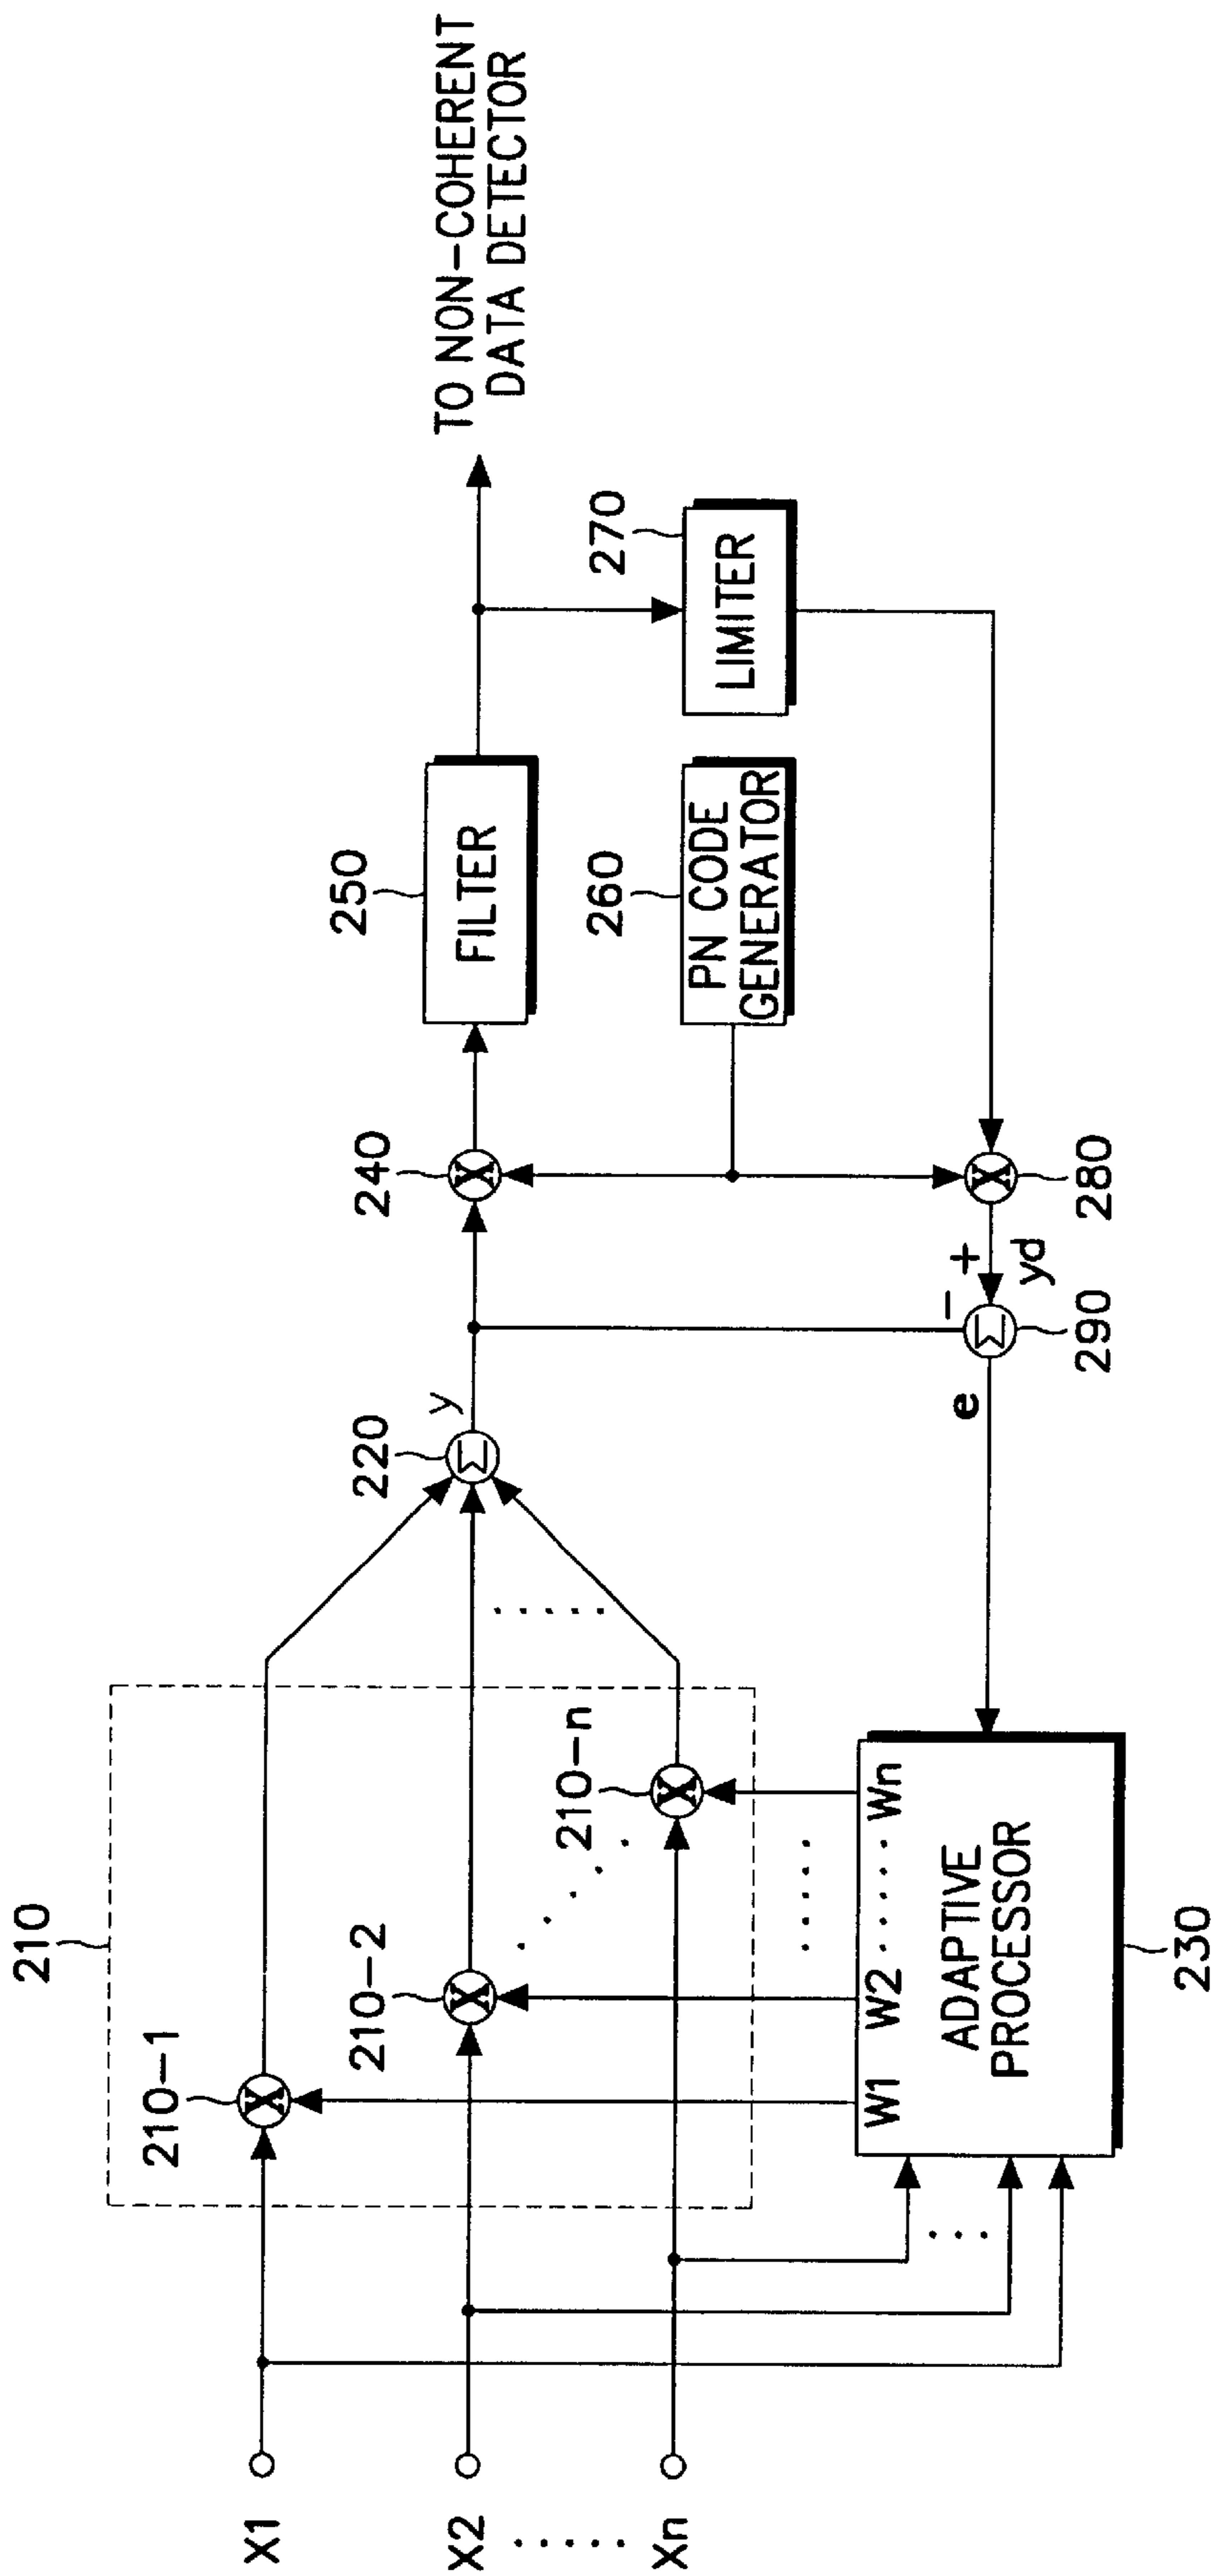 X1
X2
.....
Xn
210
210-1
210-2
210-n
W1
W2
......
Wn
ADAPTIVE
PROCESSOR
230
220
Σ
y
240
250
FILTER
260
PN CODE
GENERATOR
270
LIMITER
280
+
yd
-
Σ
290
e
TO NON-COHERENT
DATA DETECTOR